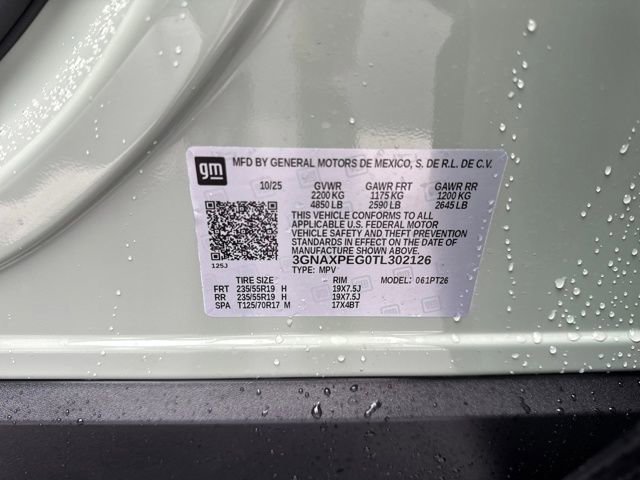 gm
MFD BY GENERAL MOTORS DE MEXICO, S. DE R.L. DE C.V.
10/25 GVWR GAWR FRT GAWR RR
2200 KG 1175 KG 1200 KG
4850 LB 2590 LB 2645 LB
THIS VEHICLE CONFORMS TO ALL
APPLICABLE U.S. FEDERAL MOTOR
VEHICLE SAFETY AND THEFT PREVENTION
STANDARDS IN EFFECT ON THE DATE OF
MANUFACTURE SHOWN ABOVE.
3GNAXPEG0TL302126
125J TYPE: MPV
TIRE SIZE RIM MODEL: 061PT26
FRT 235/55R19 H 19X7.5J
RR 235/55R19 H 19X7.5J
SPA T125/70R17 M 17X4BT